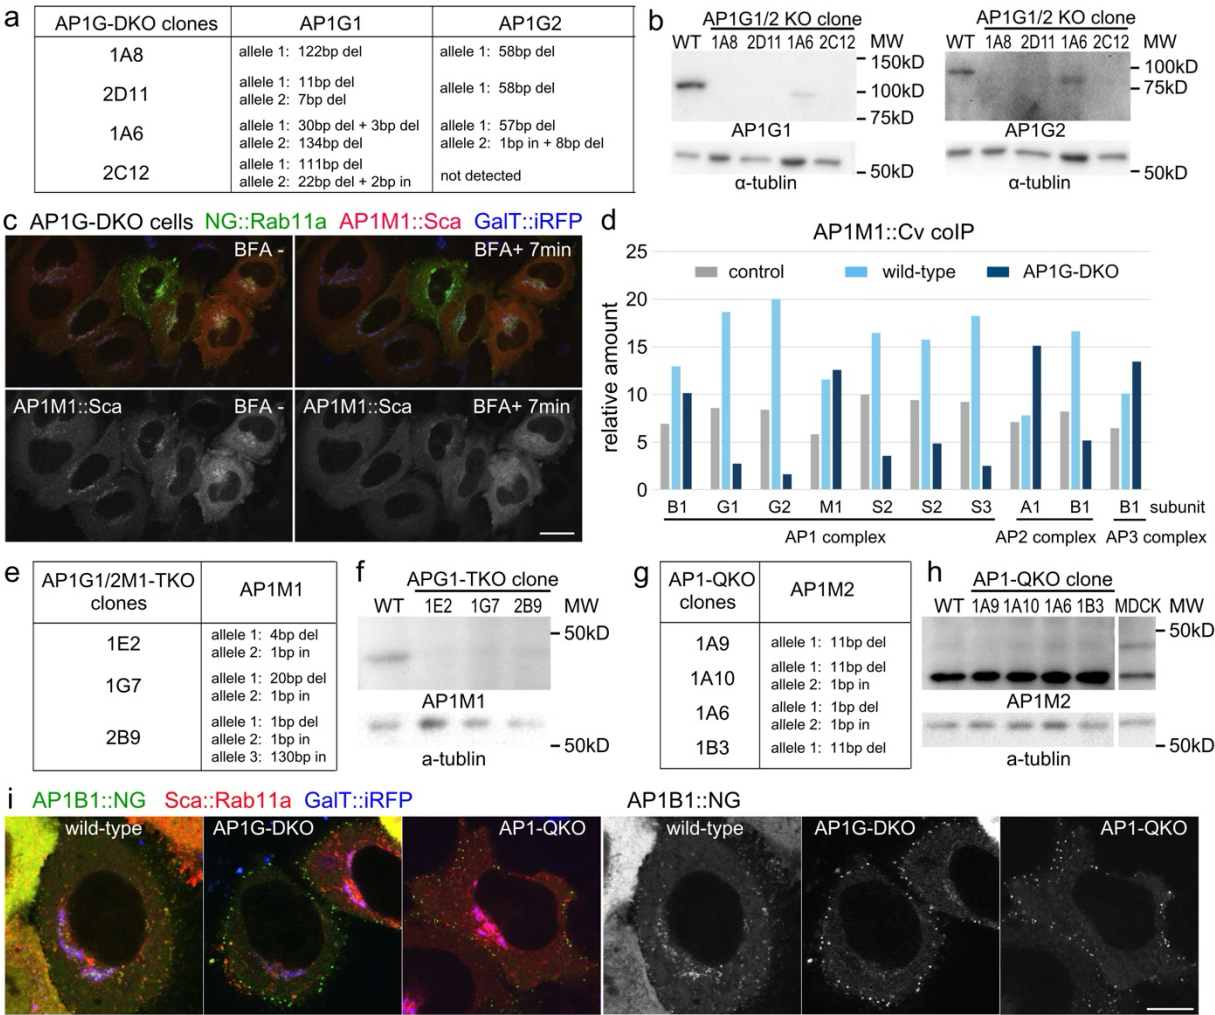 a
AP1G-DKO clones AP1G1 AP1G2
1A8 allele 1: 122bp del allele 1: 58bp del
2D11 allele 1: 11bp del allele 1: 58bp del
allele 2: 7bp del
1A6 allele 1: 30bp del + 3bp del allele 1: 57bp del
allele 2: 134bp del allele 2: 1bp in + 8bp del
2C12 allele 1: 111bp del not detected
allele 2: 22bp del + 2bp in
b
AP1G1/2 KO clone
WT 1A8 2D11 1A6 2C12 MW
150kD
100kD
75kD
AP1G1
50kD
α-tublin
AP1G1/2 KO clone
WT 1A8 2D11 1A6 2C12 MW
100kD
75kD
AP1G2
50kD
α-tublin
c AP1G-DKO cells NG::Rab11a AP1M1::Sca GalT::iRFP
BFA - BFA+ 7min
AP1M1::Sca BFA - AP1M1::Sca BFA+ 7min
d
AP1M1::Cv coIP
control wild-type AP1G-DKO
relative amount
25
20
15
10
5
0
B1 G1 G2 M1 S2 S2 S3 A1 B1 B1 subunit
AP1 complex AP2 complex AP3 complex
e
AP1G1/2M1-TKO clones AP1M1
1E2 allele 1: 4bp del
allele 2: 1bp in
1G7 allele 1: 20bp del
allele 2: 1bp in
2B9 allele 1: 1bp del
allele 2: 1bp in
allele 3: 130bp in
f
APG1-TKO clone
WT 1E2 1G7 2B9 MW
50kD
AP1M1
50kD
a-tublin
g
AP1-QKO clones AP1M2
1A9 allele 1: 11bp del
1A10 allele 1: 11bp del
allele 2: 1bp in
1A6 allele 1: 1bp del
allele 2: 1bp in
1B3 allele 1: 11bp del
h
AP1-QKO clone
WT 1A9 1A10 1A6 1B3 MDCK MW
50kD
AP1M2
50kD
a-tublin
i AP1B1::NG Sca::Rab11a GalT::iRFP AP1B1::NG
wild-type AP1G-DKO AP1-QKO wild-type AP1G-DKO AP1-QKO